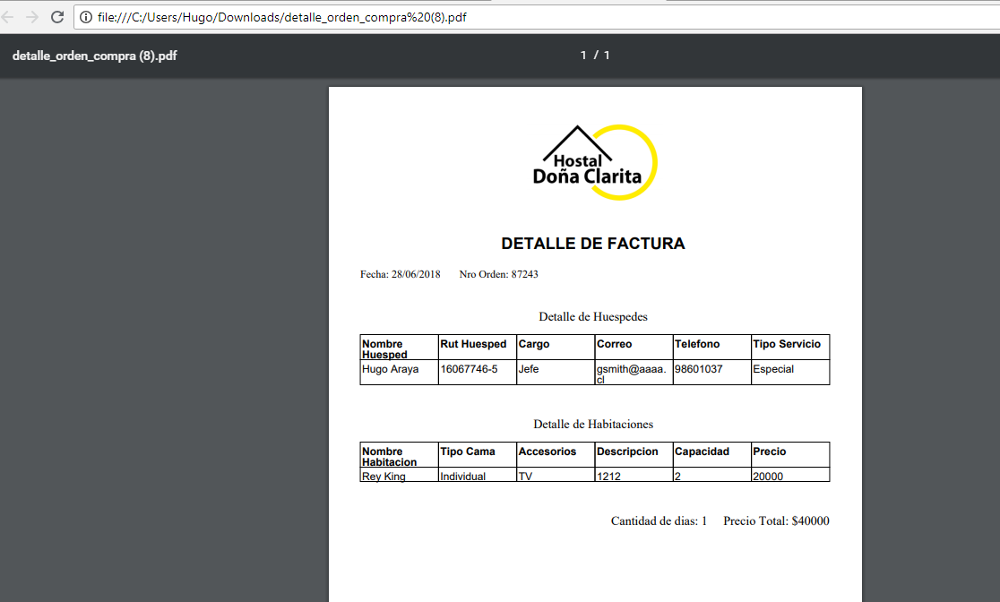 file:///C:/Users/Hugo/Downloads/detalle_orden_compra%20(8).pdf
detalle_orden_compra (8).pdf
1 / 1
Hostal
Doña Clarita
DETALLE DE FACTURA
Fecha: 28/06/2018 Nro Orden: 87243
Detalle de Huespedes
Nombre Huesped Rut Huesped Cargo Correo Telefono Tipo Servicio
Hugo Araya 16067746-5 Jefe gsmith@aaaa.cl 98601037 Especial
Detalle de Habitaciones
Nombre Habitacion Tipo Cama Accesorios Descripcion Capacidad Precio
Rey King Individual TV 1212 2 20000
Cantidad de dias: 1 Precio Total: $40000